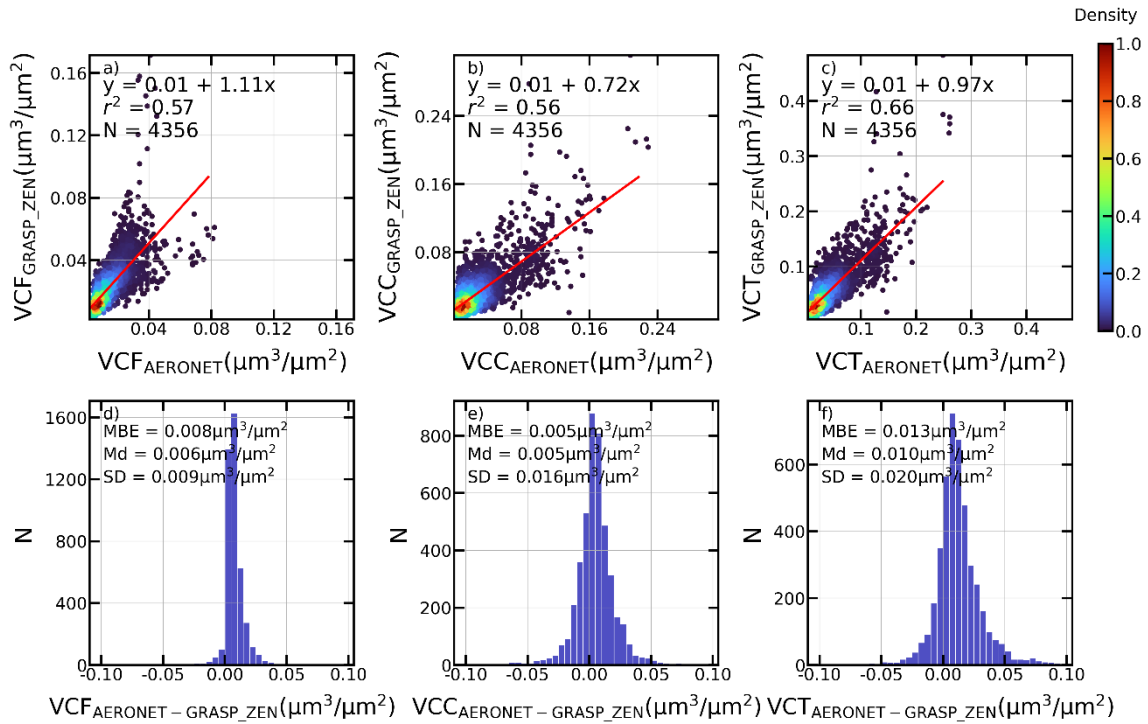 Density
a)
y = 0.01 + 1.11x
r² = 0.57
N = 4356
0.16
0.12
0.08
0.04
VCF_GRASP_ZEN(μm³/μm²)
0.04 0.08 0.12 0.16
VCF_AERONET(μm³/μm²)
b)
y = 0.01 + 0.72x
r² = 0.56
N = 4356
0.24
0.16
0.08
VCC_GRASP_ZEN(μm³/μm²)
0.08 0.16 0.24
VCC_AERONET(μm³/μm²)
c)
y = 0.01 + 0.97x
r² = 0.66
N = 4356
0.4
0.3
0.2
0.1
VCT_GRASP_ZEN(μm³/μm²)
0.1 0.2 0.3 0.4
VCT_AERONET(μm³/μm²)
1.0
0.8
0.6
0.4
0.2
0.0
d)
MBE = 0.008μm³/μm²
Md = 0.006μm³/μm²
SD = 0.009μm³/μm²
1600
1200
800
400
0
N
-0.10 -0.05 0.00 0.05 0.10
VCF_AERONET−GRASP_ZEN(μm³/μm²)
e)
MBE = 0.005μm³/μm²
Md = 0.005μm³/μm²
SD = 0.016μm³/μm²
800
600
400
200
0
N
-0.10 -0.05 0.00 0.05 0.10
VCC_AERONET−GRASP_ZEN(μm³/μm²)
f)
MBE = 0.013μm³/μm²
Md = 0.010μm³/μm²
SD = 0.020μm³/μm²
600
400
200
0
N
-0.10 -0.05 0.00 0.05 0.10
VCT_AERONET−GRASP_ZEN(μm³/μm²)